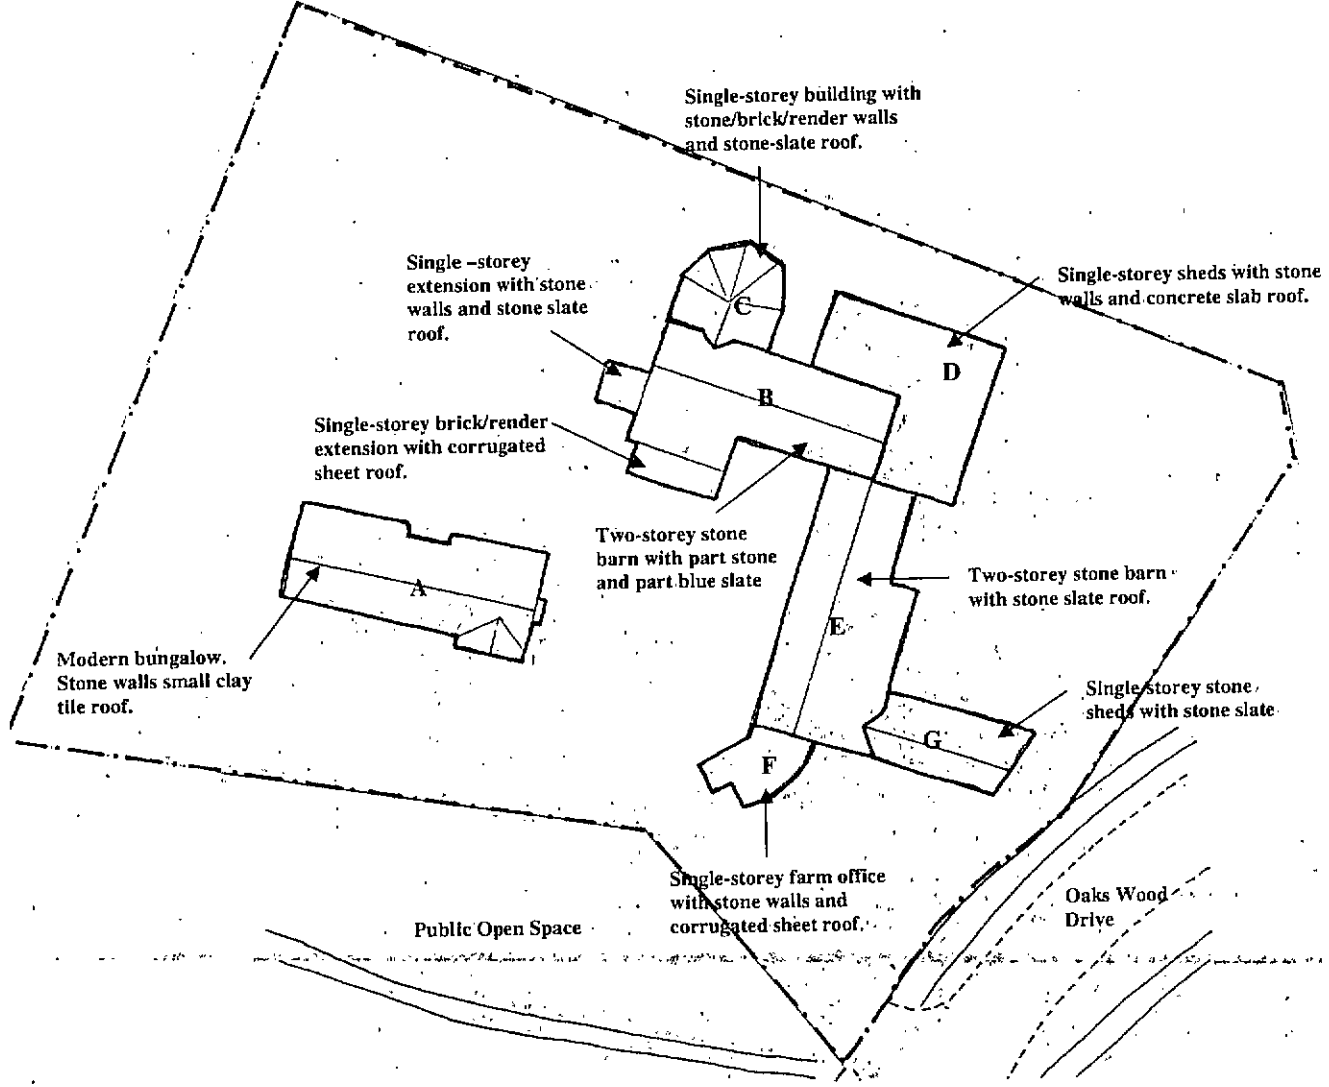 Single-storey building with
stone/brick/render walls
and stone-slate roof.
Single –storey
extension with stone
walls and stone slate
roof.
Single-storey sheds with stone
walls and concrete slab roof.
C
D
B
Single-storey brick/render
extension with corrugated
sheet roof.
Two-storey stone
barn with part stone
and part blue slate
Two-storey stone barn
with stone slate roof.
A
E
Modern bungalow.
Stone walls small clay
tile roof.
Single storey stone
sheds with stone slate
G
F
Single-storey farm office
with stone walls and
corrugated sheet roof.
Oaks Wood
Drive
Public Open Space